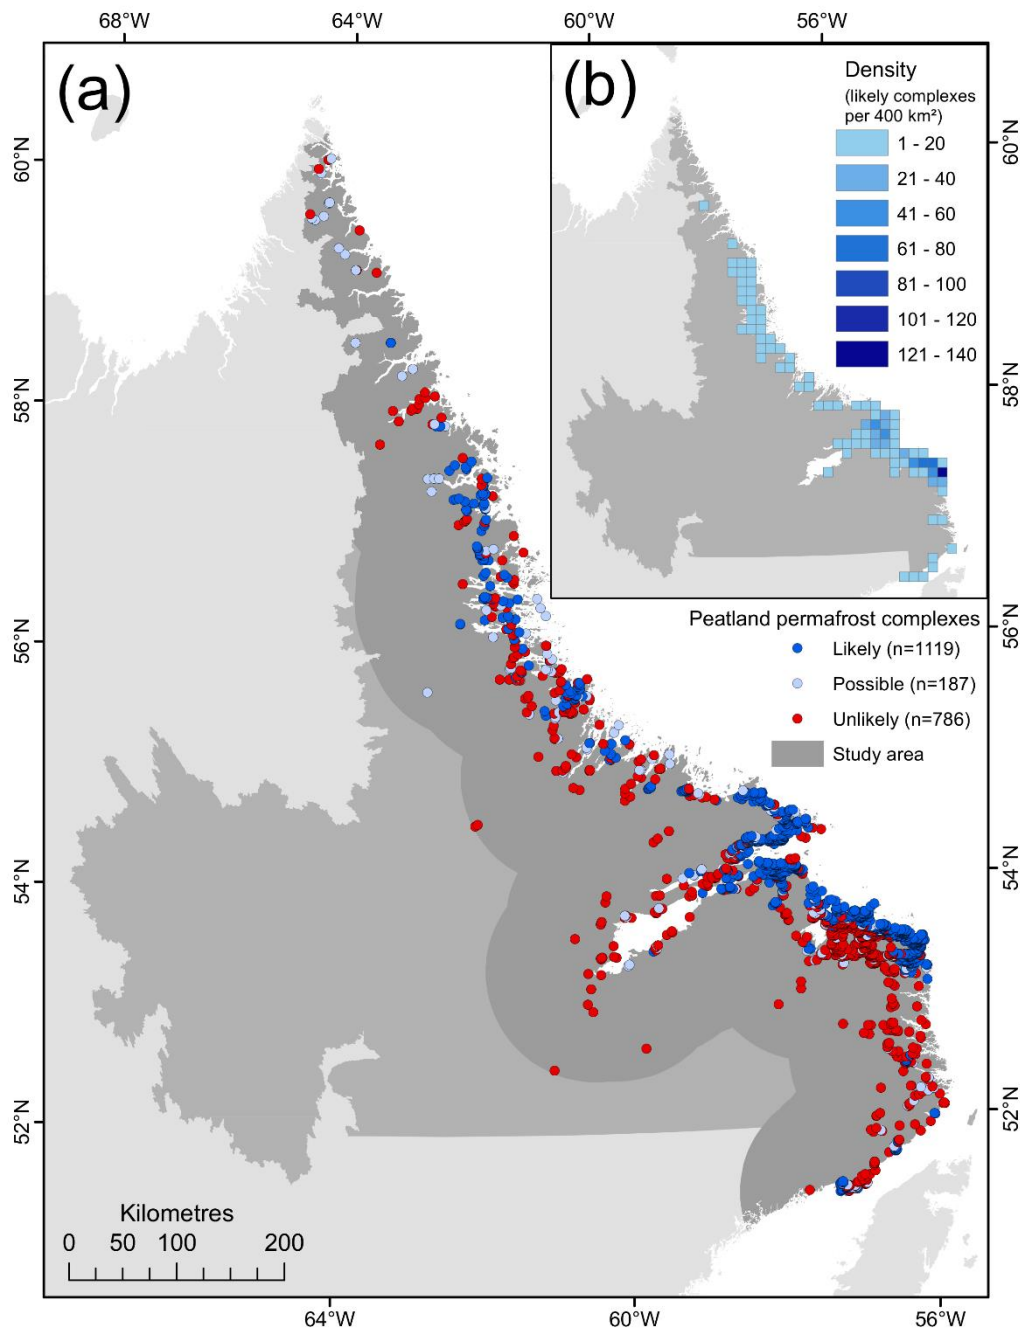 68°W 64°W 60°W 56°W
(a)
(b)
Density
(likely complexes
per 400 km²)
1 - 20
21 - 40
41 - 60
61 - 80
81 - 100
101 - 120
121 - 140
60°N 60°N
58°N 58°N
56°N 56°N
54°N 54°N
52°N 52°N
Peatland permafrost complexes
Likely (n=1119)
Possible (n=187)
Unlikely (n=786)
Study area
Kilometres
0 50 100 200
64°W 60°W 56°W